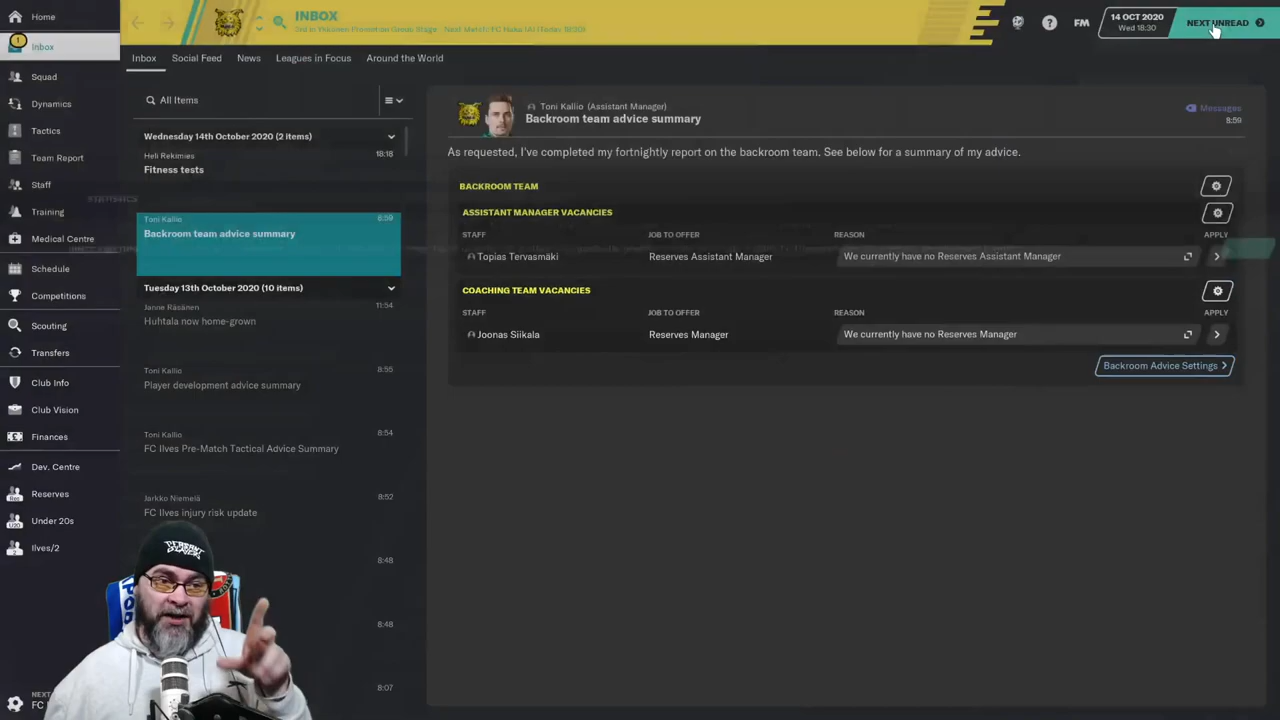 Home
INBOX
14 OCT 2020
Wed 18:30
NEXT UNREAD
FM
1
Inbox
Inbox
Social Feed
News
Leagues in Focus
Around the World
Squad
Dynamics
Tactics
Team Report
Staff
Training
Medical Centre
Schedule
Competitions
Scouting
Transfers
Club Info
Club Vision
Finances
Dev. Centre
Reserves
Under 20s
Ilves/2
All Items
Wednesday 14th October 2020 (2 items)
Heli Rekimies
18:18
Fitness tests
Toni Kallio
8:59
Backroom team advice summary
Tuesday 13th October 2020 (10 items)
Janne Räsänen
11:54
Huhtala now home-grown
Toni Kallio
8:55
Player development advice summary
Toni Kallio
8:54
FC Ilves Pre-Match Tactical Advice Summary
Jarkko Niemelä
8:52
FC Ilves injury risk update
8:48
8:48
8:07
Toni Kallio (Assistant Manager)
Backroom team advice summary
Messages
8:59
As requested, I've completed my fortnightly report on the backroom team. See below for a summary of my advice.
BACKROOM TEAM
ASSISTANT MANAGER VACANCIES
STAFF
JOB TO OFFER
REASON
APPLY
Topias Tervasmäki
Reserves Assistant Manager
We currently have no Reserves Assistant Manager
COACHING TEAM VACANCIES
STAFF
JOB TO OFFER
REASON
APPLY
Joonas Siikala
Reserves Manager
We currently have no Reserves Manager
Backroom Advice Settings
STATISTICS